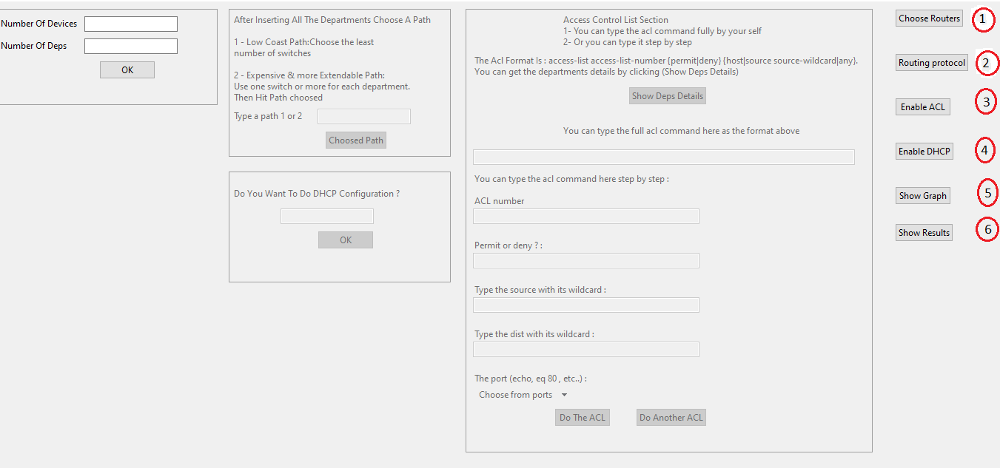 Number Of Devices
Number Of Deps
OK
After Inserting All The Departments Choose A Path
1 - Low Coast Path:Choose the least
number of switches
2 - Expensive & more Extendable Path:
Use one switch or more for each department.
Then Hit Path choosed
Type a path 1 or 2
Choosed Path
Do You Want To Do DHCP Configuration ?
OK
Access Control List Section
1- You can type the acl command fully by your self
2- Or you can type it step by step
The Acl Format Is : access-list access-list-number {permit|deny} {host|source source-wildcard|any}.
You can get the departments details by clicking (Show Deps Details)
Show Deps Details
You can type the full acl command here as the format above
You can type the acl command here step by step :
ACL number
Permit or deny ? :
Type the source with its wildcard :
Type the dist with its wildcard :
The port (echo, eq 80 , etc..) :
Choose from ports
Do The ACL
Do Another ACL
Choose Routers
1
Routing protocol
2
Enable ACL
3
Enable DHCP
4
Show Graph
5
Show Results
6